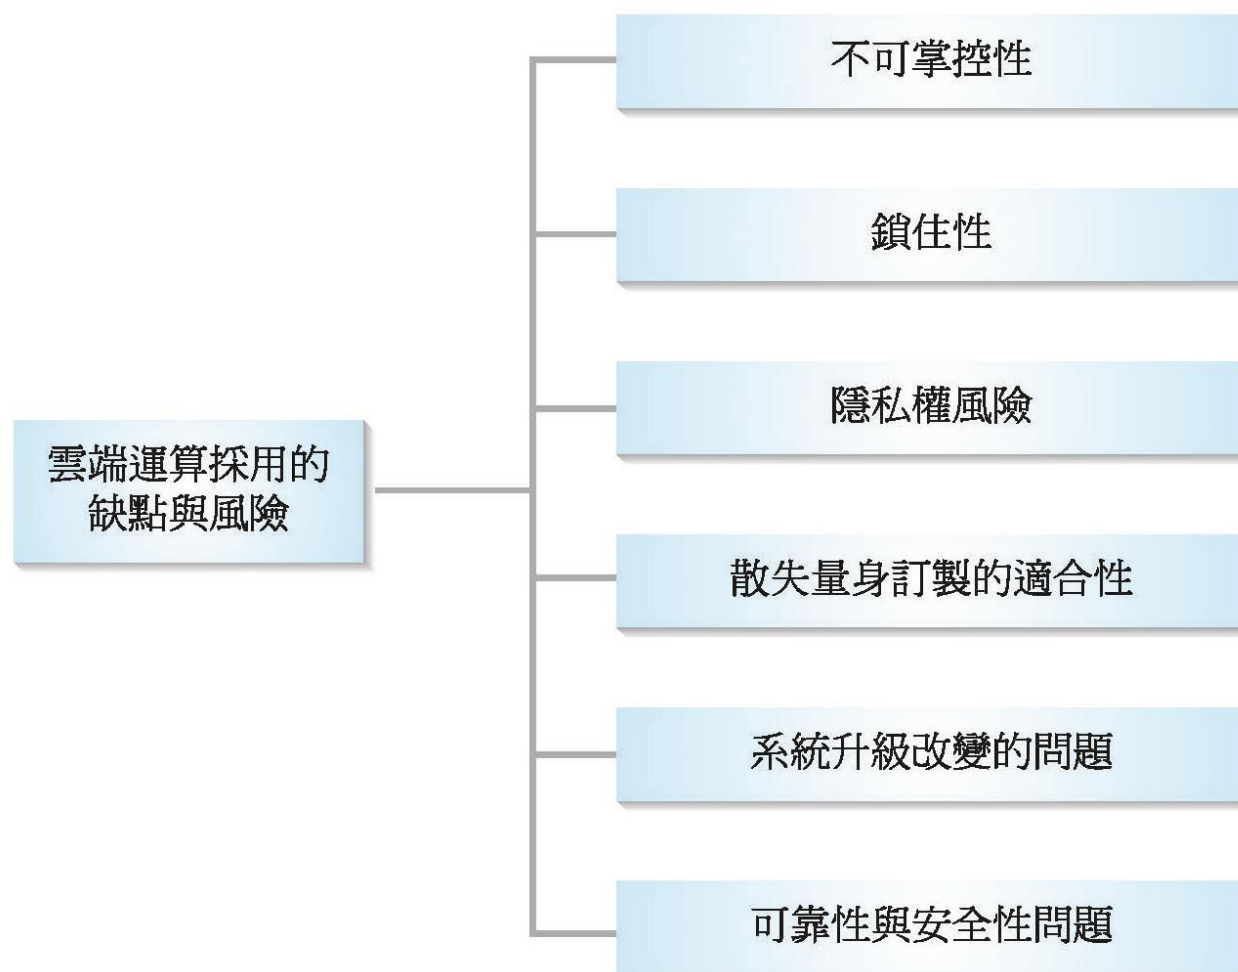 不可掌控性
鎖住性
隱私權風險
雲端運算採用的
缺點與風險
散失量身訂製的適合性
系統升級改變的問題
可靠性與安全性問題